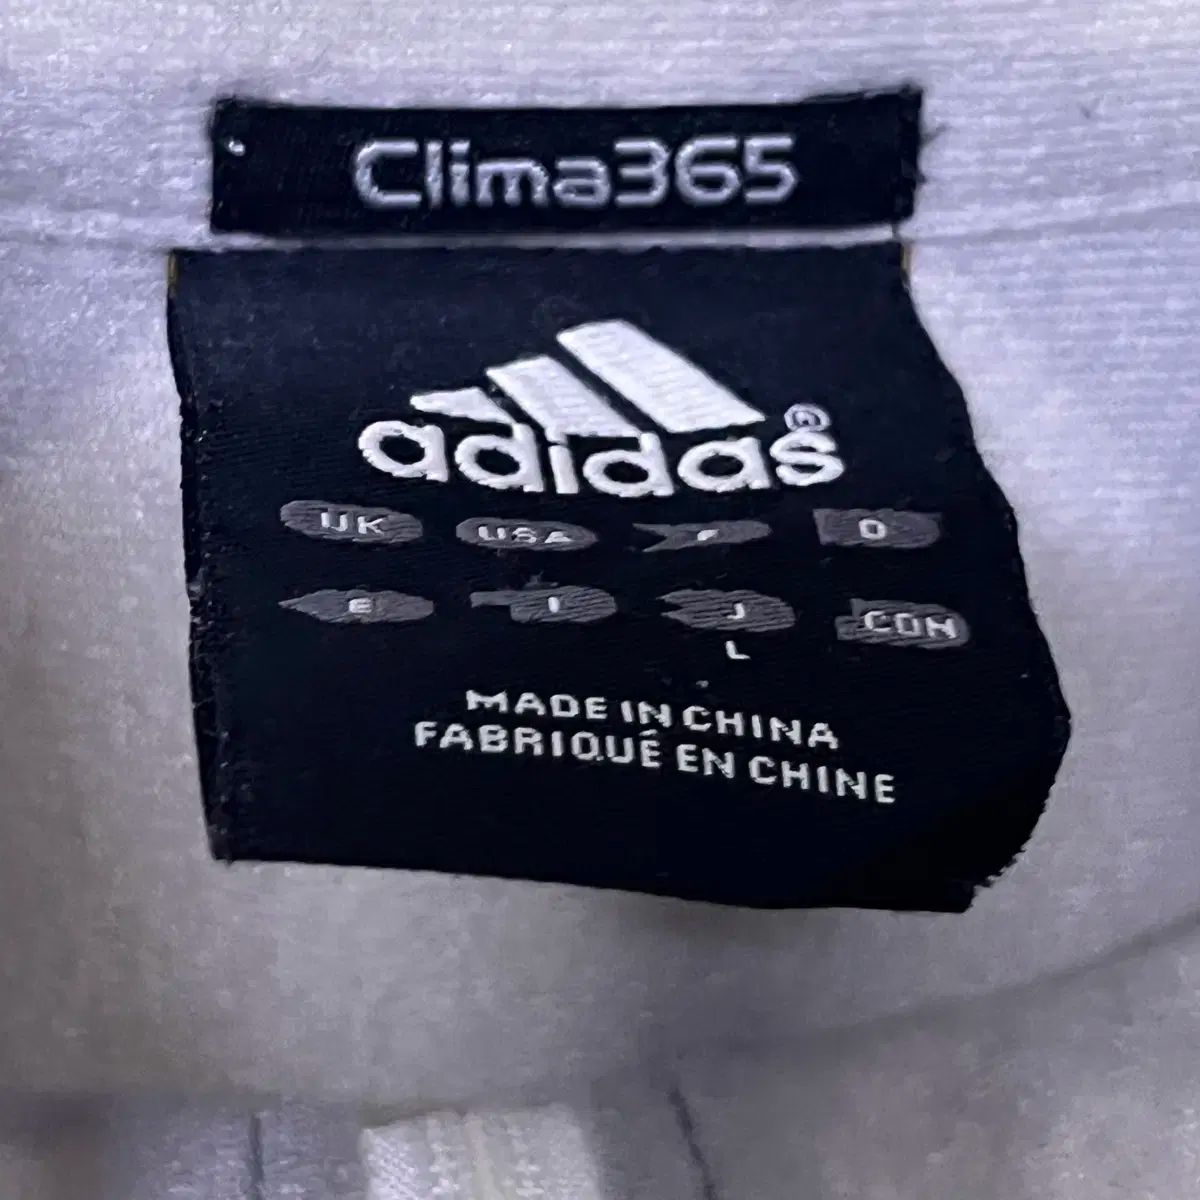 Clima365
adidas®
UK USA F D
E I J CDN
L
MADE IN CHINA
FABRIQUÉ EN CHINE